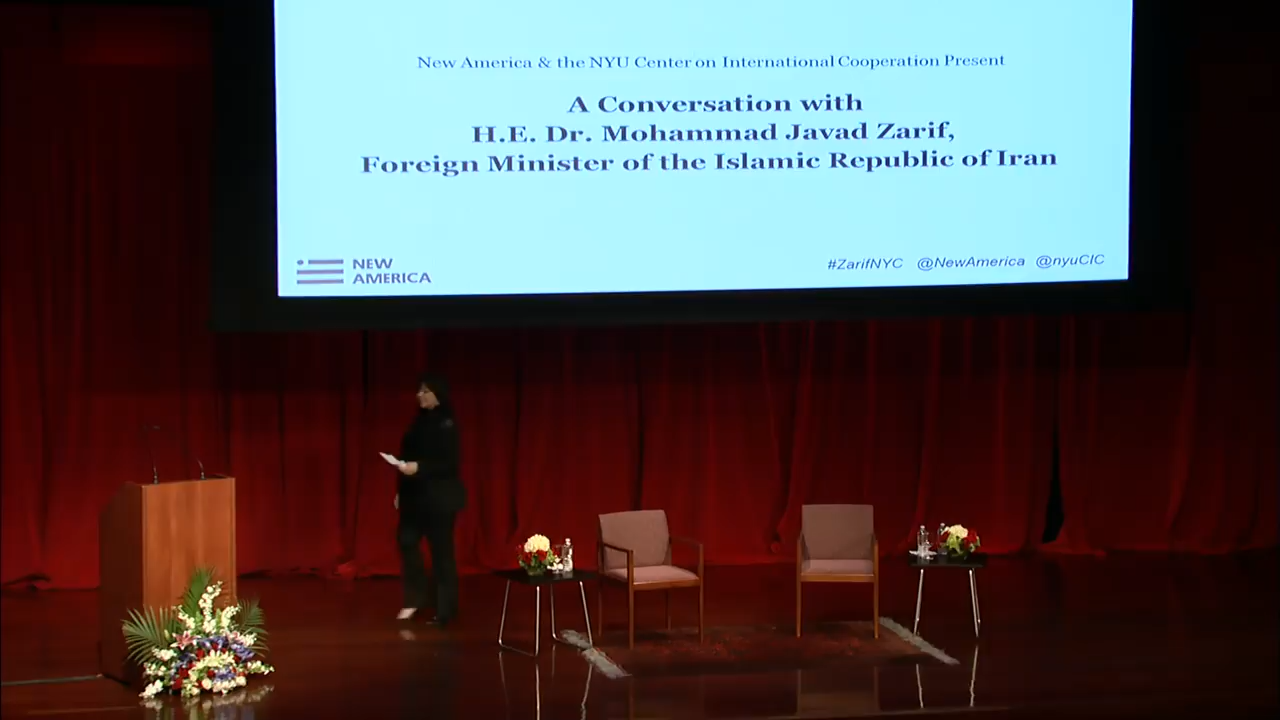 New America & the NYU Center on International Cooperation Present
A Conversation with
H.E. Dr. Mohammad Javad Zarif,
Foreign Minister of the Islamic Republic of Iran
NEW
AMERICA
#ZarifNYC @NewAmerica @nyuCIC